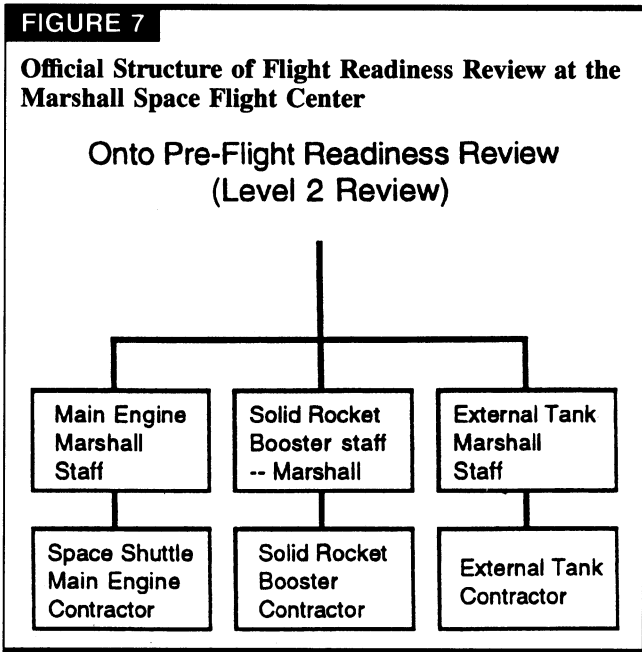 FIGURE 7
Official Structure of Flight Readiness Review at the
Marshall Space Flight Center
Onto Pre-Flight Readiness Review
(Level 2 Review)
Main Engine
Marshall
Staff
Solid Rocket
Booster staff
-- Marshall
External Tank
Marshall
Staff
Space Shuttle
Main Engine
Contractor
Solid Rocket
Booster
Contractor
External Tank
Contractor